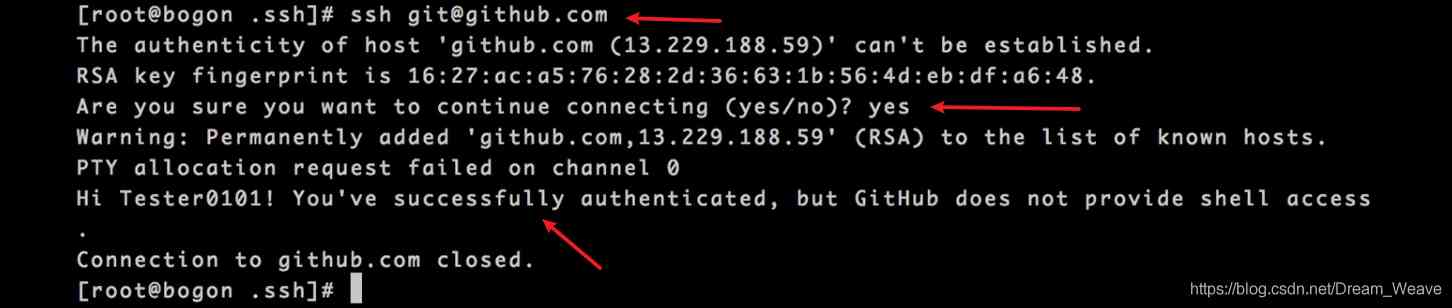 [root@bogon .ssh]# ssh git@github.com
The authenticity of host 'github.com (13.229.188.59)' can't be established.
RSA key fingerprint is 16:27:ac:a5:76:28:2d:36:63:1b:56:4d:eb:df:a6:48.
Are you sure you want to continue connecting (yes/no)? yes
Warning: Permanently added 'github.com,13.229.188.59' (RSA) to the list of known hosts.
PTY allocation request failed on channel 0
Hi Tester0101! You've successfully authenticated, but GitHub does not provide shell access
.
Connection to github.com closed.
[root@bogon .ssh]#
https://blog.csdn.net/Dream_Weave